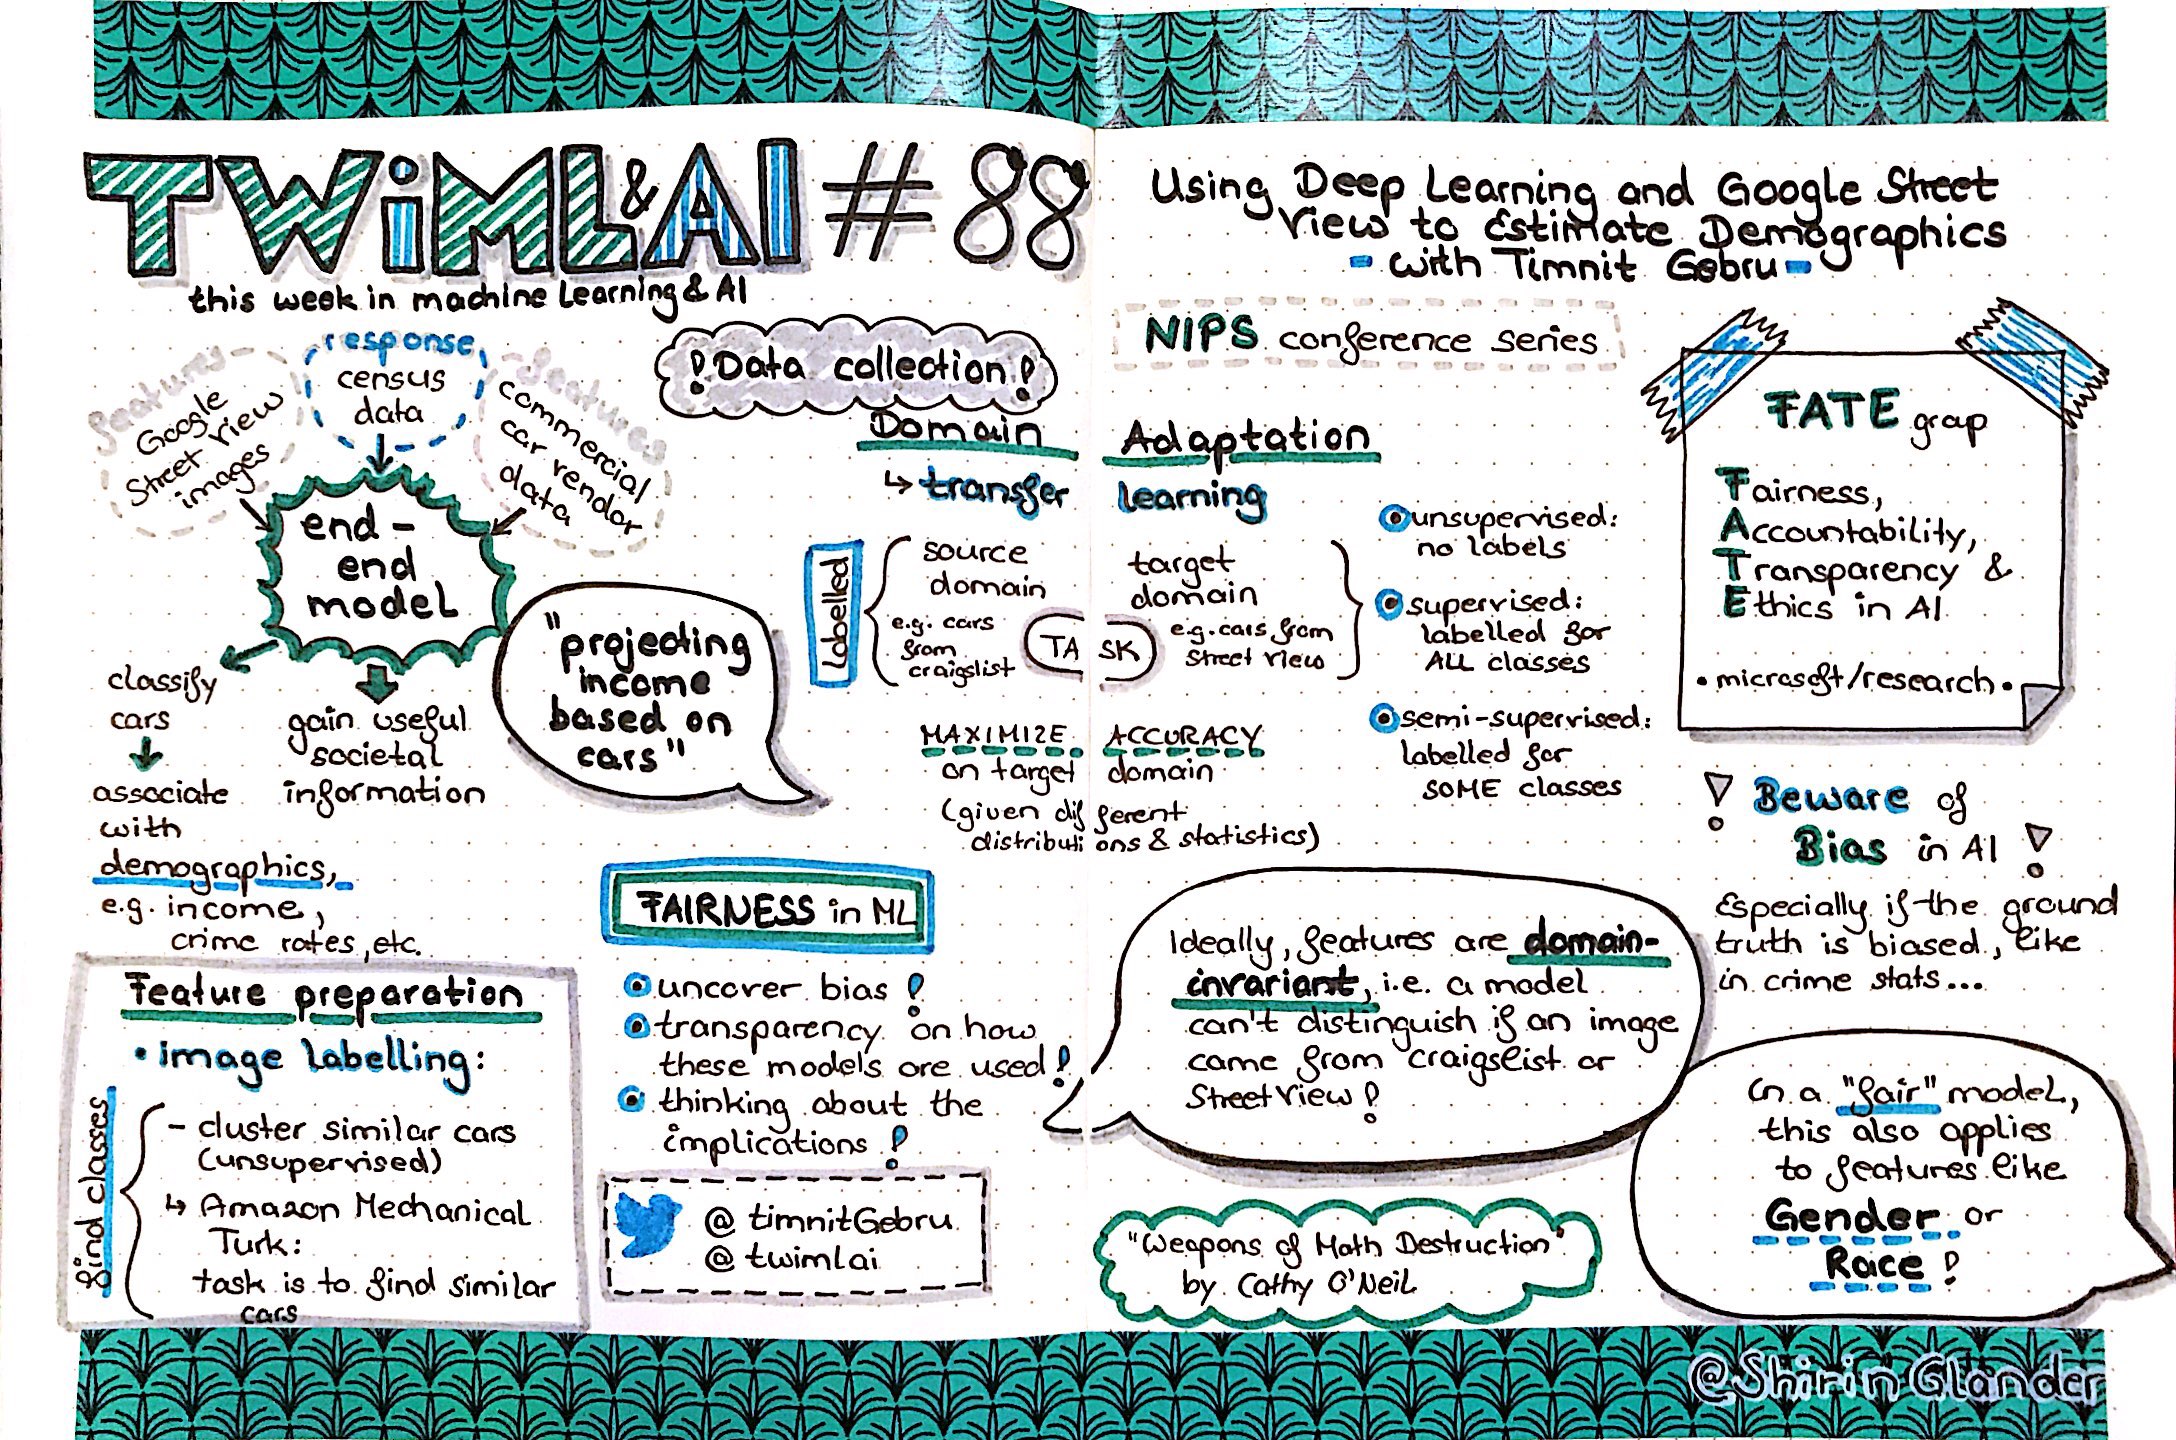 TWiML&AI # 88
this week in machine Learning & AI
Using Deep Learning and Google Street
View to Estimate Demographics
- with Timnit Gebru -
NIPS conference series
features
Google
Street View
images
response
census
data
features
commercial
car vendor
data
end-
end
model
classify
cars
associate
with
demographics,
e.g. income,
crime rates, etc.
gain useful
societal
information
"projecting
income
based on
cars"
! Data collection !
Domain Adaptation
↳ transfer learning
Labelled
source
domain
e.g. cars
from
craigslist
TASK
target
domain
e.g. cars from
Street View
unsupervised:
no labels
supervised:
labelled for
ALL classes
semi-supervised:
labelled for
SOME classes
MAXIMIZE ACCURACY
on target domain
(given different
distributions & statistics)
FATE group
Fairness,
Accountability,
Transparency &
Ethics in AI
• microsoft/research •
! Beware of
Bias in AI !
Especially if the ground
truth is biased, like
in crime stats...
Feature preparation
• image labelling:
find classes
- cluster similar cars
(unsupervised)
↳ Amazon Mechanical
Turk:
task is to find similar
cars
FAIRNESS in ML
uncover bias !
transparency on how
these models are used !
thinking about the
implications !
@timnitGebru
@twimlai
Ideally, features are domain-
invariant, i.e. a model
can't distinguish if an image
came from craigslist or
Street View !
In a "fair" model,
this also applies
to features like
Gender or
Race !
"Weapons of Math Destruction"
by Cathy O'Neil
@Shirin Glander